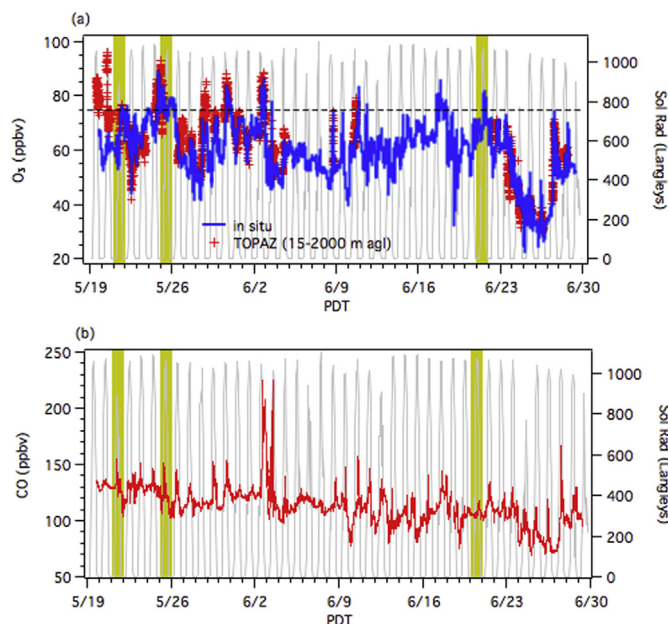 (a)
100
80
60
40
20
O₃ (ppbv)
1000
800
600
400
200
0
Sol Rad (Langleys)
in situ
TOPAZ (15-2000 m agl)
5/19 5/26 6/2 6/9 6/16 6/23 6/30
PDT
(b)
250
200
150
100
50
CO (ppbv)
1000
800
600
400
200
0
Sol Rad (Langleys)
5/19 5/26 6/2 6/9 6/16 6/23 6/30
PDT